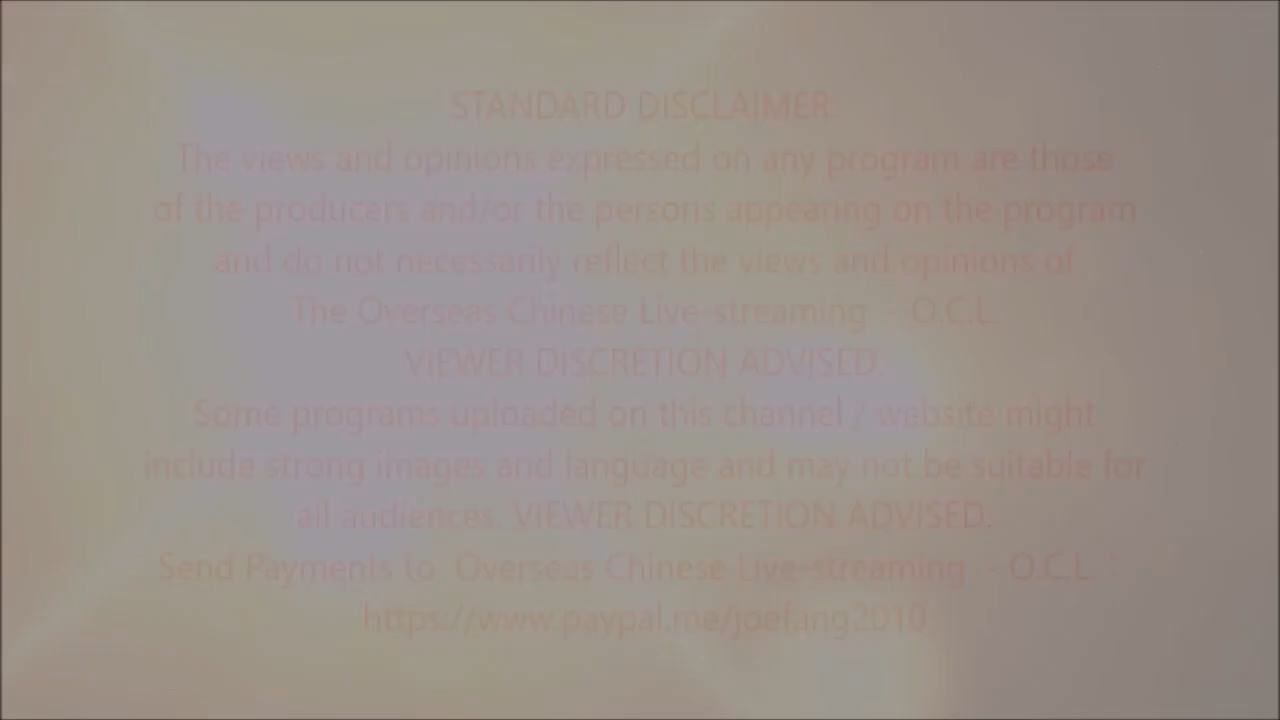 STANDARD DISCLAIMER
The views and opinions expressed on any program are those
of the producers and/or the persons appearing on the program
and do not necessarily reflect the views and opinions of
The Overseas Chinese Live-streaming - O.C.L.
VIEWER DISCRETION ADVISED.
Some programs uploaded on this channel / website might
include strong images and language and may not be suitable for
all audiences. VIEWER DISCRETION ADVISED.
Send Payments to Overseas Chinese Live-streaming - O.C.L.
https://www.paypal.me/joefang2010